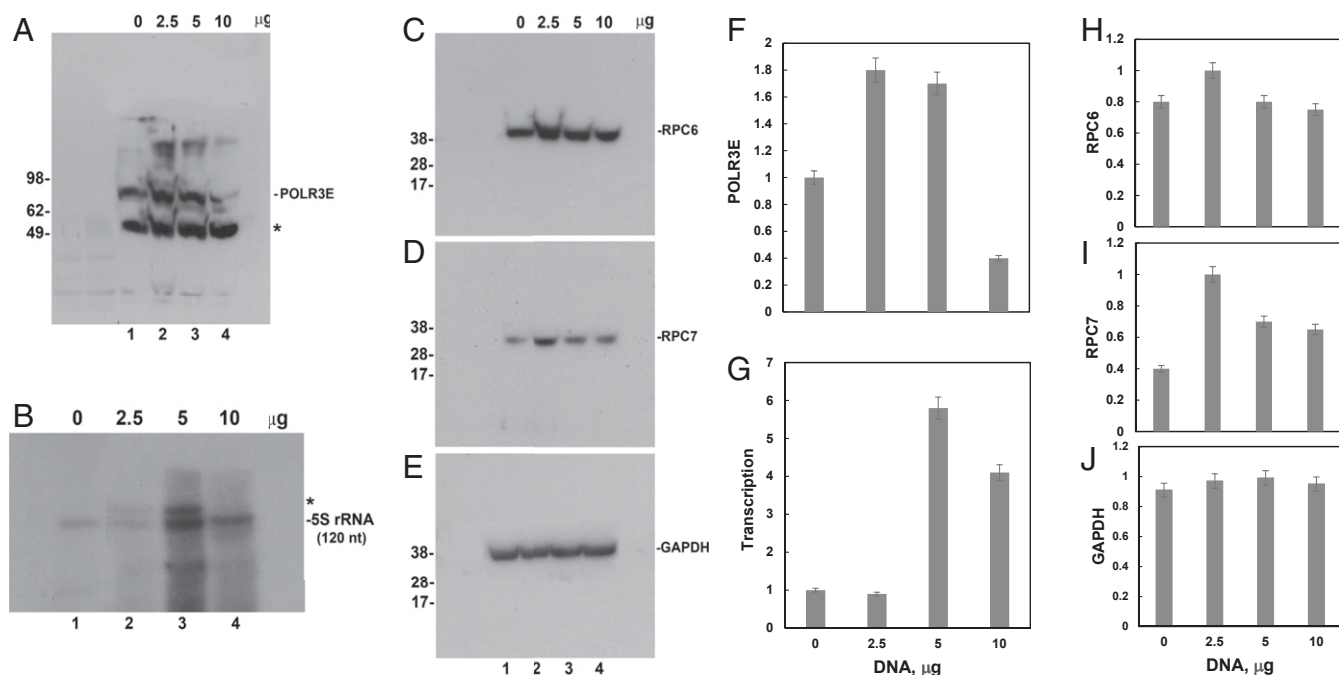 A
0 2.5 5 10 μg
98-
62-
49-
-POLR3E
*
1 2 3 4
B
0 2.5 5 10 μg
*
-5S rRNA
(120 nt)
1 2 3 4
C
0 2.5 5 10 μg
38-
28-
17-
-RPC6
D
38-
28-
17-
-RPC7
E
38-
28-
17-
-GAPDH
1 2 3 4
F
POLR3E
2
1.8
1.6
1.4
1.2
1
0.8
0.6
0.4
0.2
0
G
Transcription
7
6
5
4
3
2
1
0
0 2.5 5 10
DNA, μg
H
RPC6
1.2
1
0.8
0.6
0.4
0.2
0
I
RPC7
1.2
1
0.8
0.6
0.4
0.2
0
J
GAPDH
1.2
1
0.8
0.6
0.4
0.2
0
0 2.5 5 10
DNA, μg